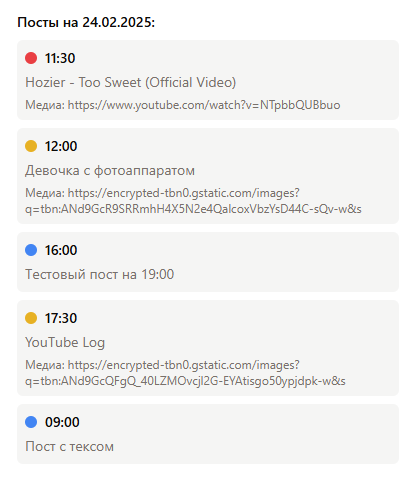 Посты на 24.02.2025:
11:30
Hozier - Too Sweet (Official Video)
Медиа: https://www.youtube.com/watch?v=NTpbbQUBbuo
12:00
Девочка с фотоаппаратом
Медиа: https://encrypted-tbn0.gstatic.com/images?
q=tbn:ANd9GcR9SRRmhH4X5N2e4QalcoxVbzYsD44C-sQv-w&s
16:00
Тестовый пост на 19:00
17:30
YouTube Log
Медиа: https://encrypted-tbn0.gstatic.com/images?
q=tbn:ANd9GcQFgQ_40LZMOvcjl2G-EYAtisgo50ypjdpk-w&s
09:00
Пост с тексом